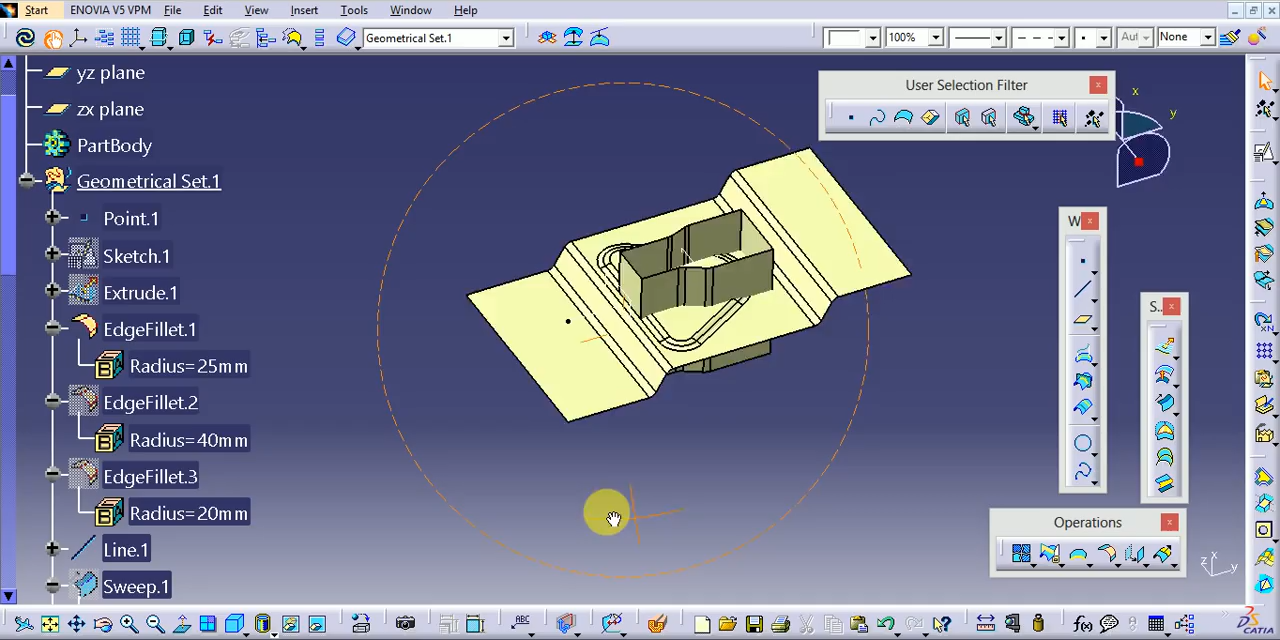 Start ENOVIA V5 VPM File Edit View Insert Tools Window Help
Geometrical Set.1 100% Aut None
User Selection Filter
x
y
yz plane
zx plane
PartBody
Geometrical Set.1
Point.1
Sketch.1
Extrude.1
EdgeFillet.1
Radius=25mm
EdgeFillet.2
Radius=40mm
EdgeFillet.3
Radius=20mm
Line.1
Sweep.1
W
S..
Operations
z x y
ABC
f(x)
CATIA